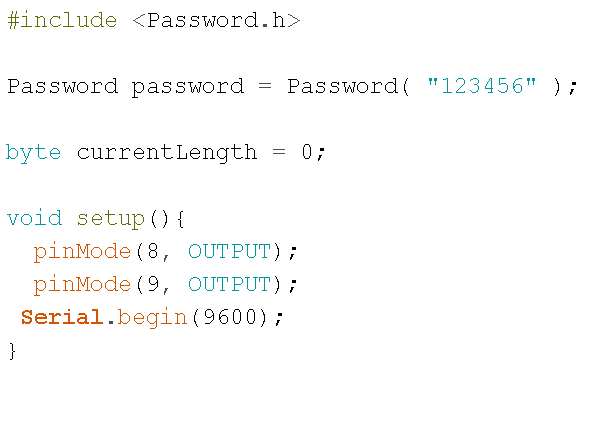 #include <Password.h>
Password password = Password( "123456" );
byte currentLength = 0;
void setup(){
pinMode(8, OUTPUT);
pinMode(9, OUTPUT);
Serial.begin(9600);
}